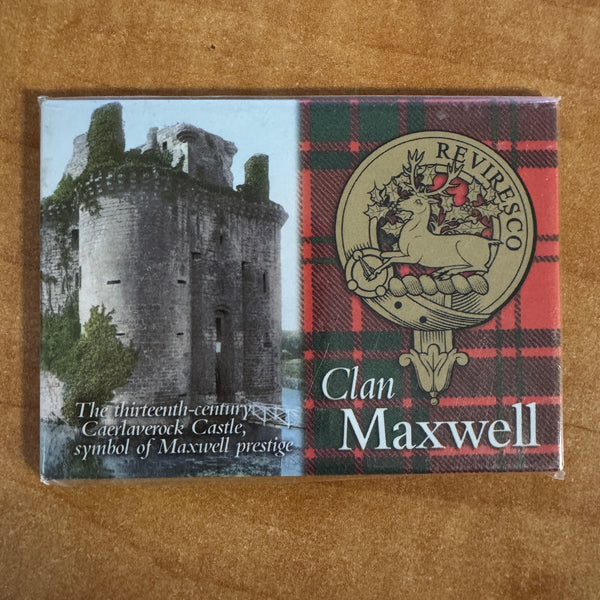 The thirteenth-century
Caerlaverock Castle,
symbol of Maxwell prestige
REVIRESCO
Clan
Maxwell